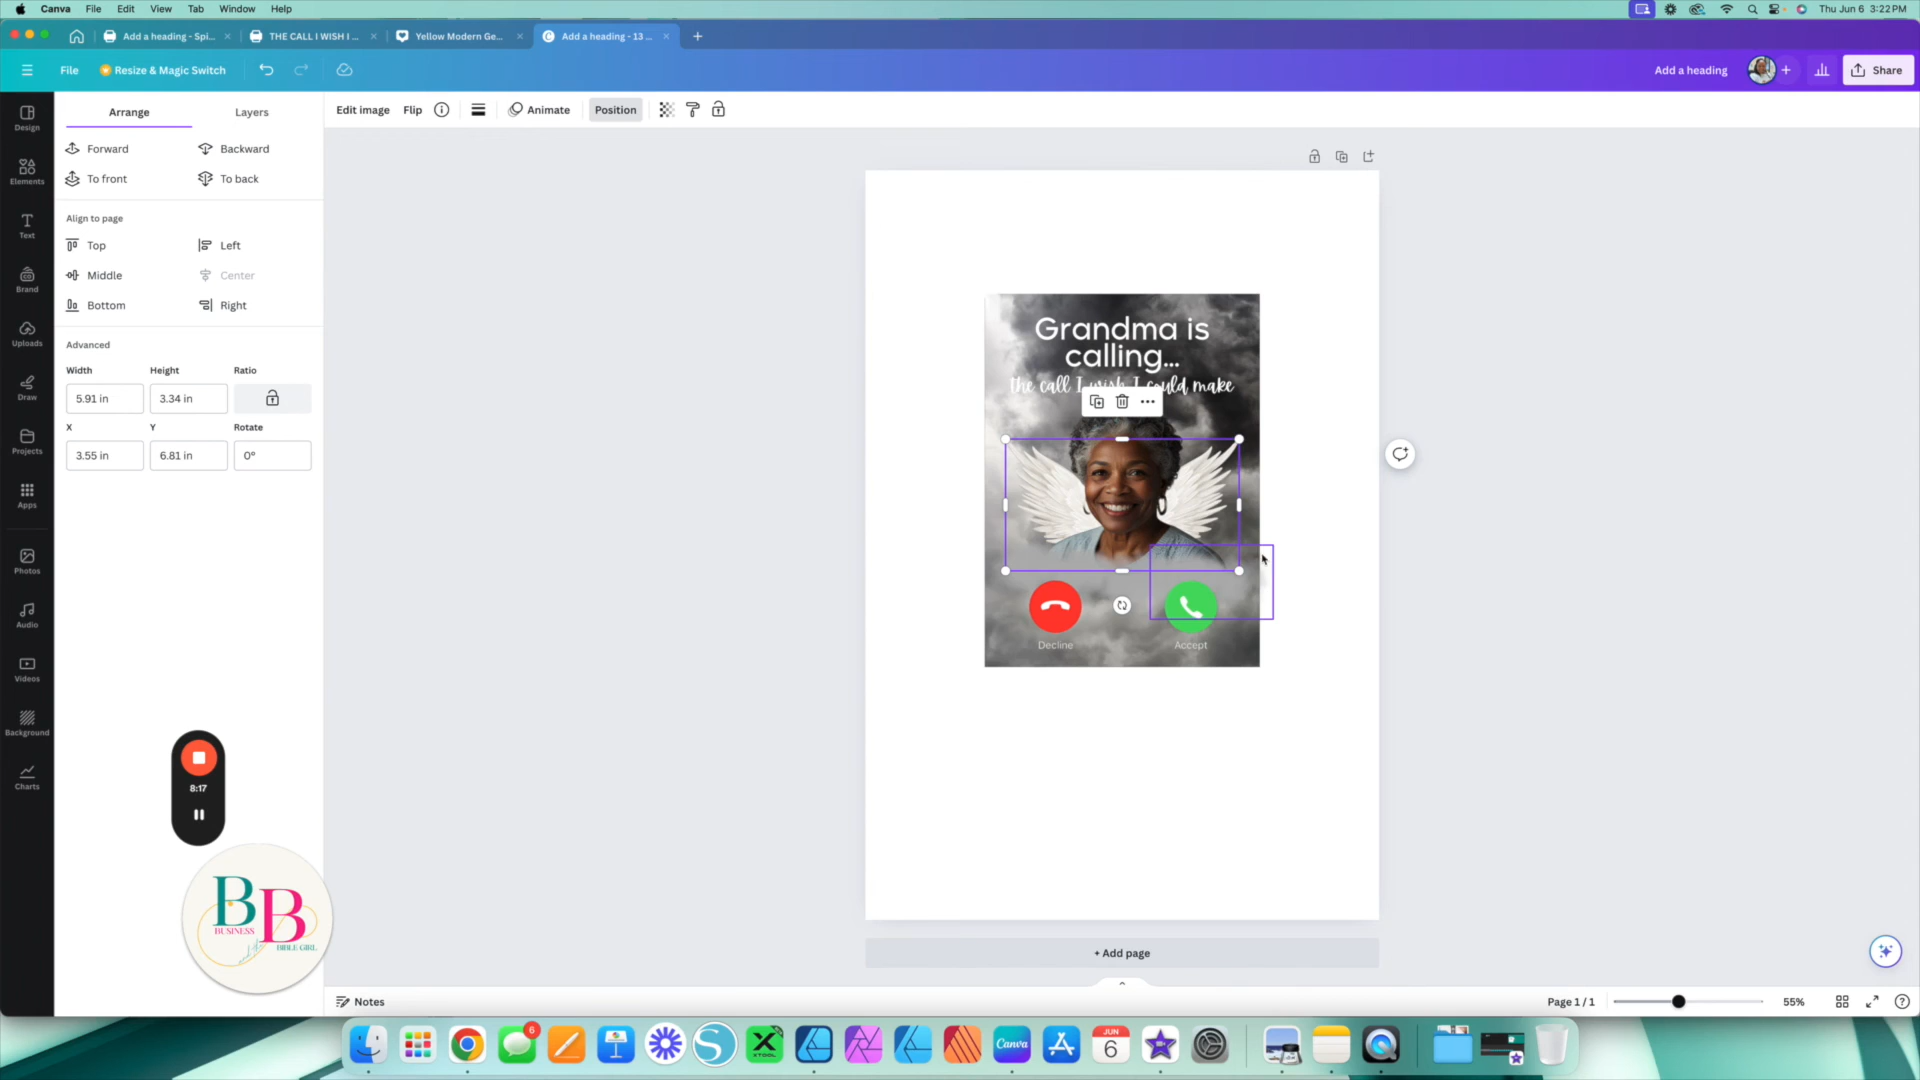 Canva File Edit View Tab Window Help Thu Jun 6 3:22 PM
Add a heading - Spi... THE CALL I WISH I ... Yellow Modern Ge... Add a heading - 13 ...
File Resize & Magic Switch Add a heading Share
Arrange Layers
Edit image Flip Animate Position
Design
Elements
Text
Brand
Uploads
Draw
Projects
Apps
Photos
Audio
Videos
Background
Charts
Forward Backward
To front To back
Align to page
Top Left
Middle Center
Bottom Right
Advanced
Width Height Ratio
5.91 in 3.34 in
X Y Rotate
3.55 in 6.81 in 0°
Grandma is
calling...
the call I wish I could make
Decline Accept
8:17
BB
BUSINESS
BIBLE GIRL
+ Add page
Notes Page 1 / 1 55%
6
XTOOL
Canva
JUN
6